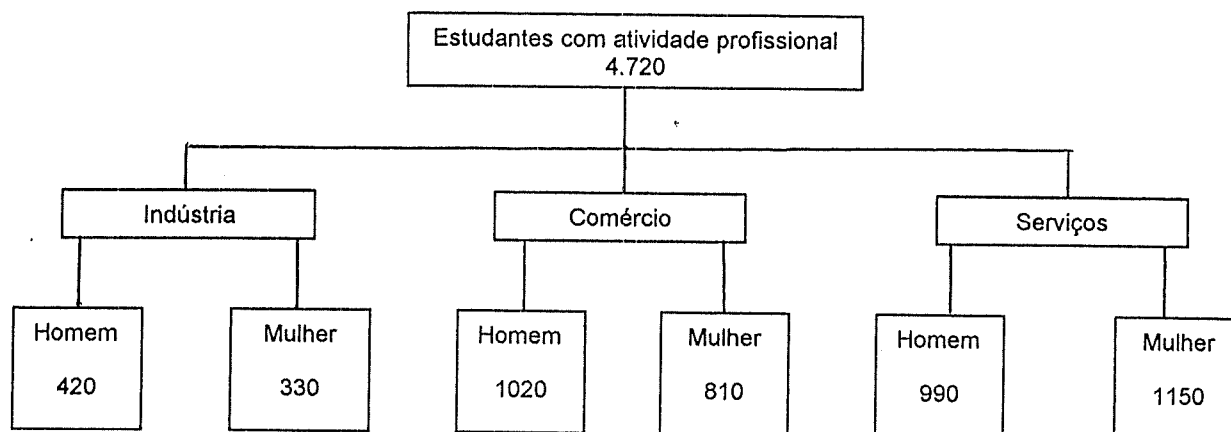 Estudantes com atividade profissional
4.720
Indústria
Comércio
Serviços
Homem
420
Mulher
330
Homem
1020
Mulher
810
Homem
990
Mulher
1150